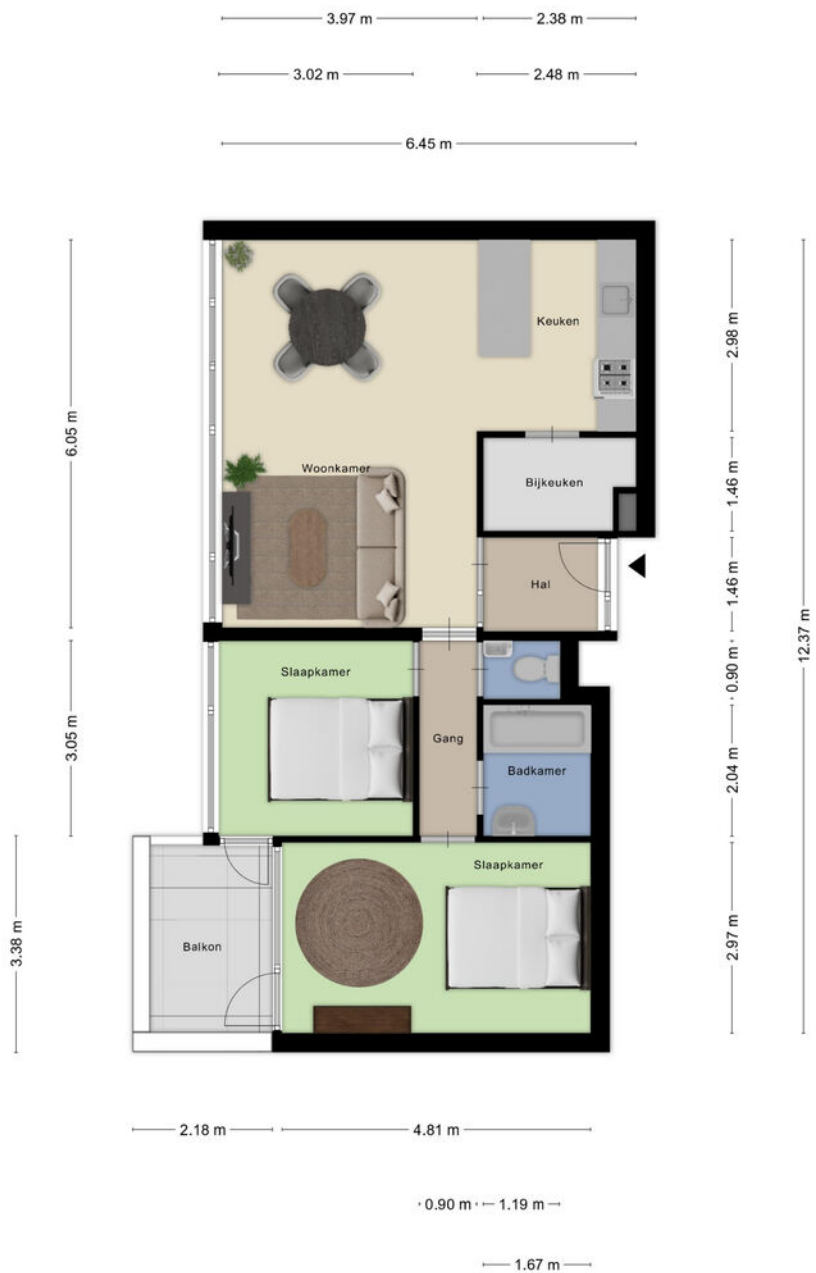 3.97 m
2.38 m
3.02 m
2.48 m
6.45 m
6.05 m
3.05 m
3.38 m
2.98 m
1.46 m
1.46 m
0.90 m
2.04 m
2.97 m
12.37 m
Keuken
Woonkamer
Bijkeuken
Hal
Slaapkamer
Gang
Badkamer
Slaapkamer
Balkon
2.18 m
4.81 m
0.90 m
1.19 m
1.67 m